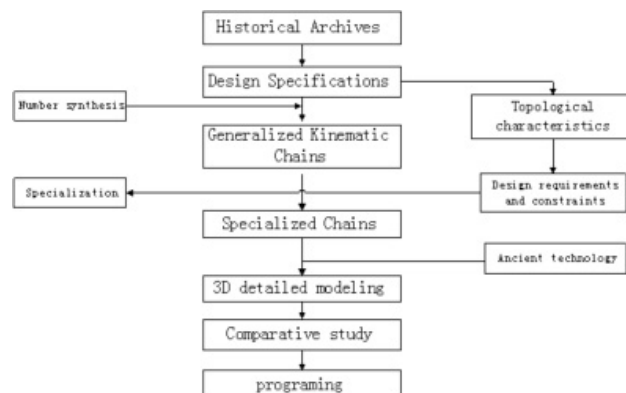 Historical Archives
Design Specifications
Number synthesis
Topological
characteristics
Generalized Kinematic
Chains
Specialization
Design requirements
and constraints
Specialized Chains
Ancient technology
3D detailed modeling
Comparative study
programing